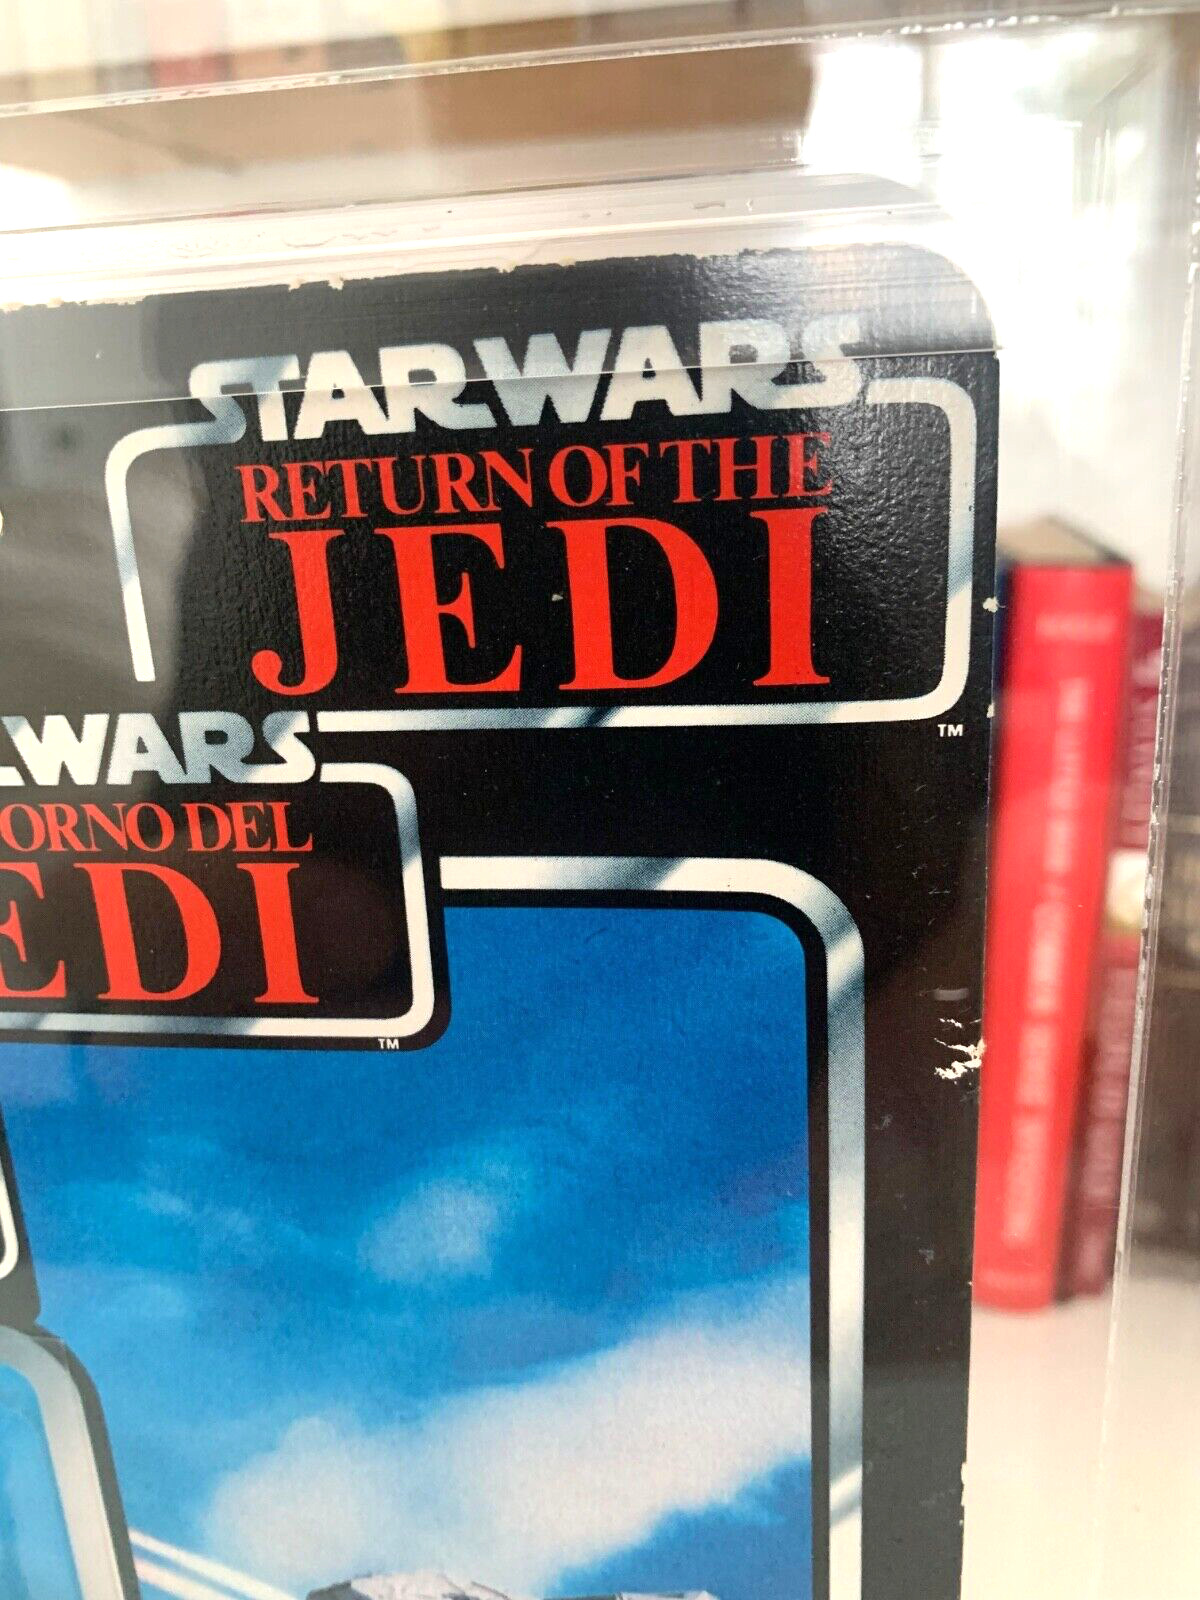 STAR WARS
RETURN OF THE
JEDI
TM
WARS
ORNO DEL
EDI
TM